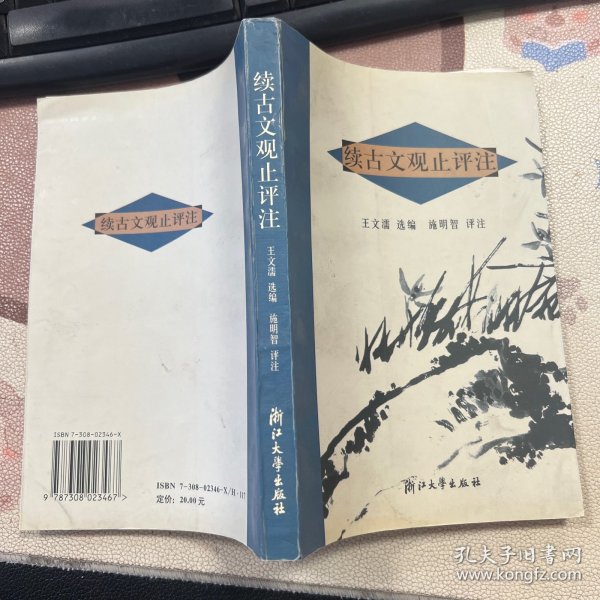 续古文观止评注
王文濡 选编 施明智 评注
浙江大学出版社
续古文观止评注
王文濡 选编 施明智 评注
浙江大学出版社
续古文观止评注
ISBN 7-308-02346-X
9 787308 023467 >
ISBN 7-308-02346-X/H·117
定价：20.00元
孔夫子旧书网
www.kongfz.com